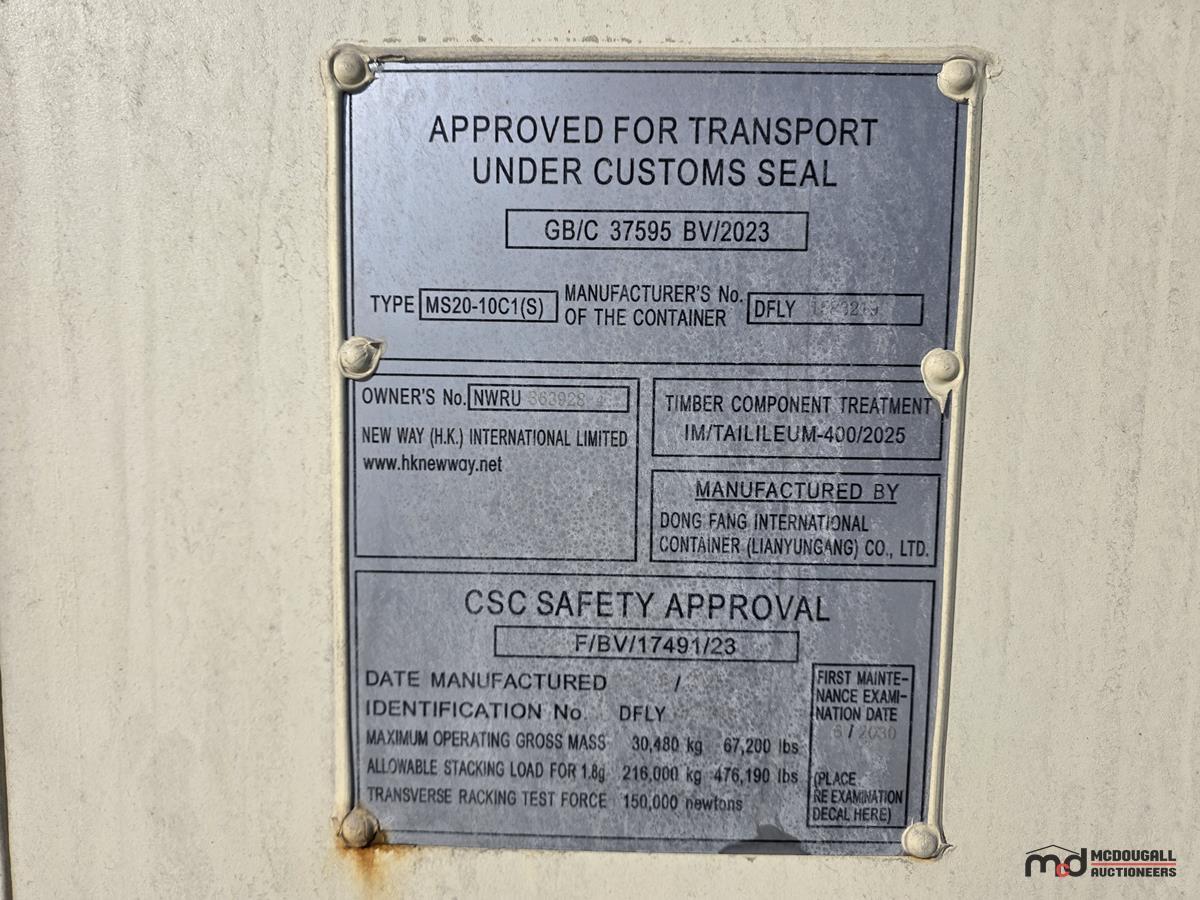 APPROVED FOR TRANSPORT
UNDER CUSTOMS SEAL
GB/C 37595 BV/2023
TYPE MS20-10C1(S) MANUFACTURER'S No. OF THE CONTAINER DFLY
OWNER'S No. NWRU
NEW WAY (H.K.) INTERNATIONAL LIMITED
www.hknewway.net
TIMBER COMPONENT TREATMENT
IM/TAILILEUM-400/2025
MANUFACTURED BY
DONG FANG INTERNATIONAL
CONTAINER (LIANYUNGANG) CO., LTD.
CSC SAFETY APPROVAL
F/BV/17491/23
DATE MANUFACTURED /
IDENTIFICATION No. DFLY
MAXIMUM OPERATING GROSS MASS 30,480 kg 67,200 lbs
ALLOWABLE STACKING LOAD FOR 1.8g 216,000 kg 476,190 lbs
TRANSVERSE RACKING TEST FORCE 150,000 newtons
FIRST MAINTE-
NANCE EXAMI-
NATION DATE
/ 2030
(PLACE
RE EXAMINATION
DECAL HERE)
mcd MCDOUGALL
AUCTIONEERS